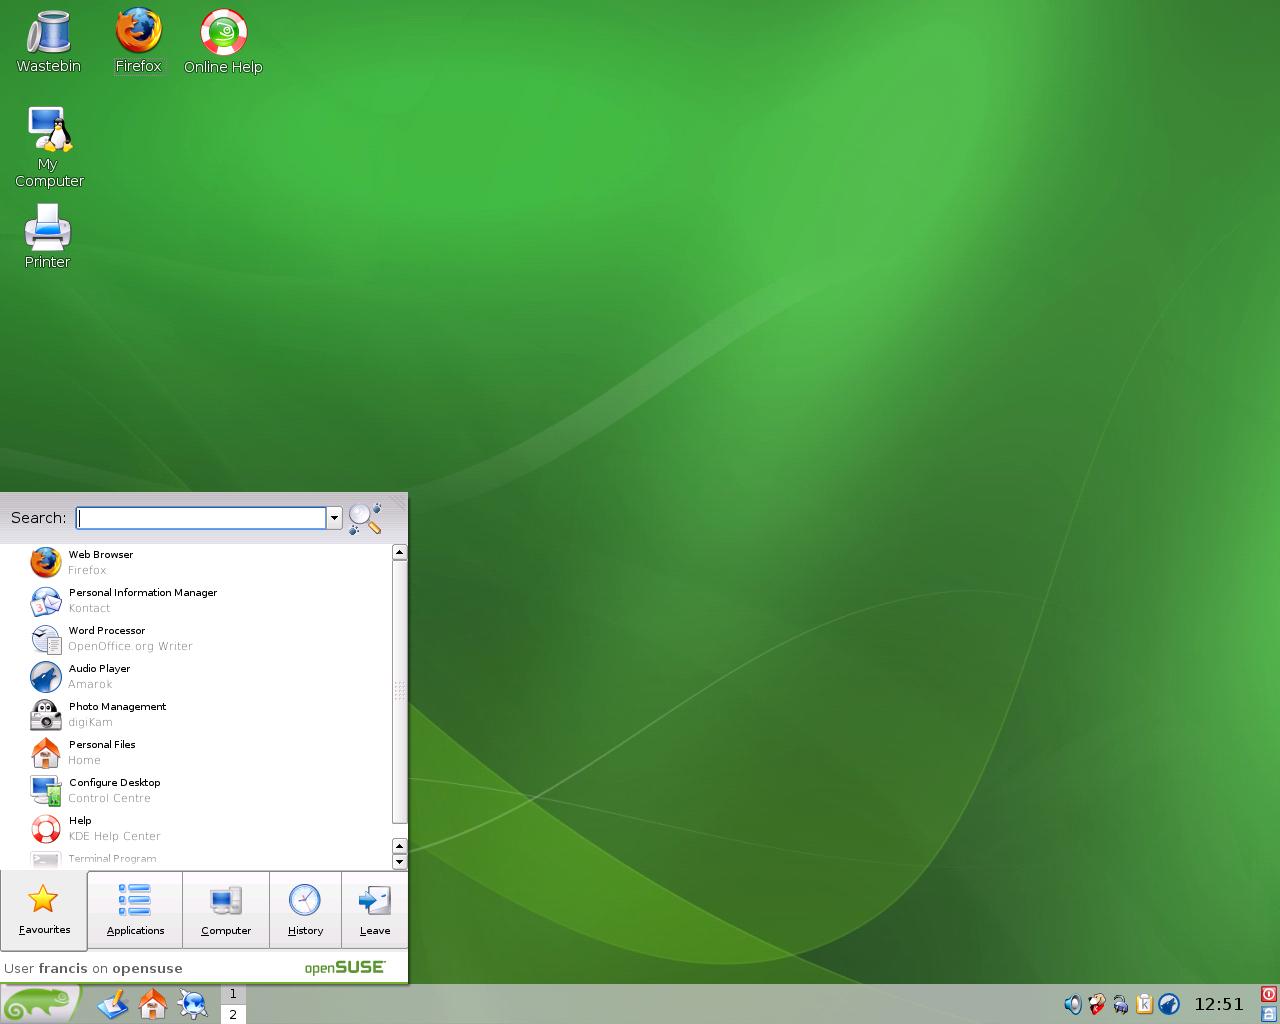 Wastebin
Firefox
Online Help
My
Computer
Printer
Search:
Web Browser
Firefox
Personal Information Manager
Kontact
Word Processor
OpenOffice.org Writer
Audio Player
Amarok
Photo Management
digiKam
Personal Files
Home
Configure Desktop
Control Centre
Help
KDE Help Center
Terminal Program
Favourites
Applications
Computer
History
Leave
User francis on opensuse
openSUSE
1
2
12:51